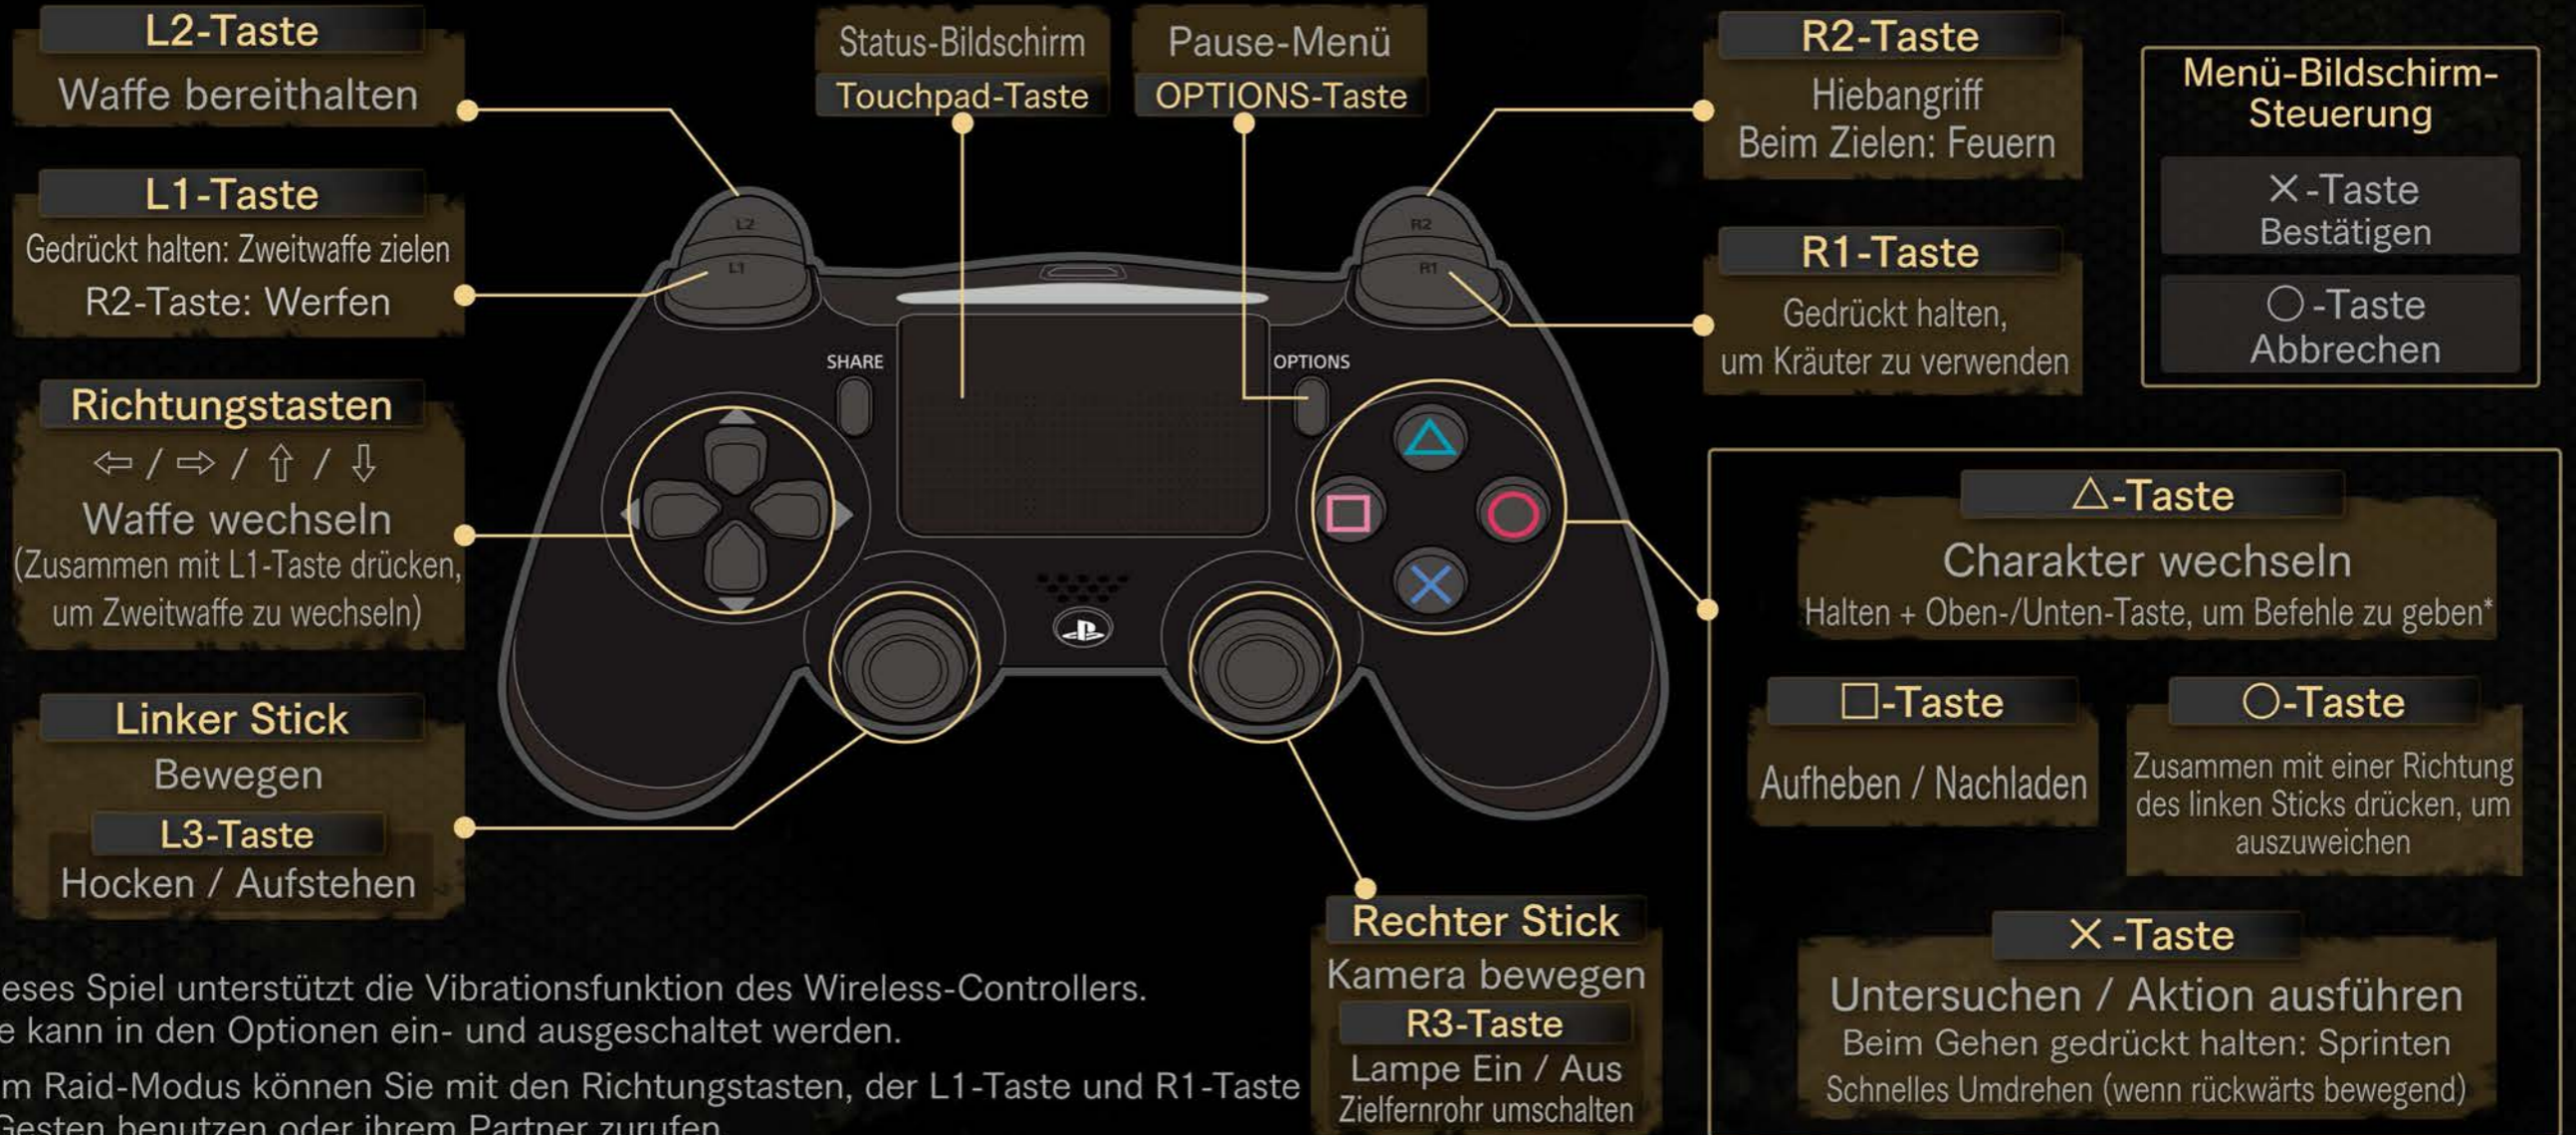 L2-Taste
Waffe bereithalten
L1-Taste
Gedrückt halten: Zweitwaffe zielen
R2-Taste: Werfen
Richtungstasten
⇦ / ⇨ / ⇧ / ⇩
Waffe wechseln
(Zusammen mit L1-Taste drücken,
um Zweitwaffe zu wechseln)
Linker Stick
Bewegen
L3-Taste
Hocken / Aufstehen
Status-Bildschirm
Touchpad-Taste
Pause-Menü
OPTIONS-Taste
L2
L1
R2
R1
SHARE
OPTIONS
R2-Taste
Hiebangriff
Beim Zielen: Feuern
R1-Taste
Gedrückt halten,
um Kräuter zu verwenden
Menü-Bildschirm-
Steuerung
✕-Taste
Bestätigen
○-Taste
Abbrechen
△-Taste
Charakter wechseln
Halten + Oben-/Unten-Taste, um Befehle zu geben*
□-Taste
Aufheben / Nachladen
○-Taste
Zusammen mit einer Richtung
des linken Sticks drücken, um
auszuweichen
✕-Taste
Untersuchen / Aktion ausführen
Beim Gehen gedrückt halten: Sprinten
Schnelles Umdrehen (wenn rückwärts bewegend)
Rechter Stick
Kamera bewegen
R3-Taste
Lampe Ein / Aus
Zielfernrohr umschalten
ieses Spiel unterstützt die Vibrationsfunktion des Wireless-Controllers.
e kann in den Optionen ein- und ausgeschaltet werden.
m Raid-Modus können Sie mit den Richtungstasten, der L1-Taste und R1-Taste
Gesten benutzen oder ihrem Partner zurufen